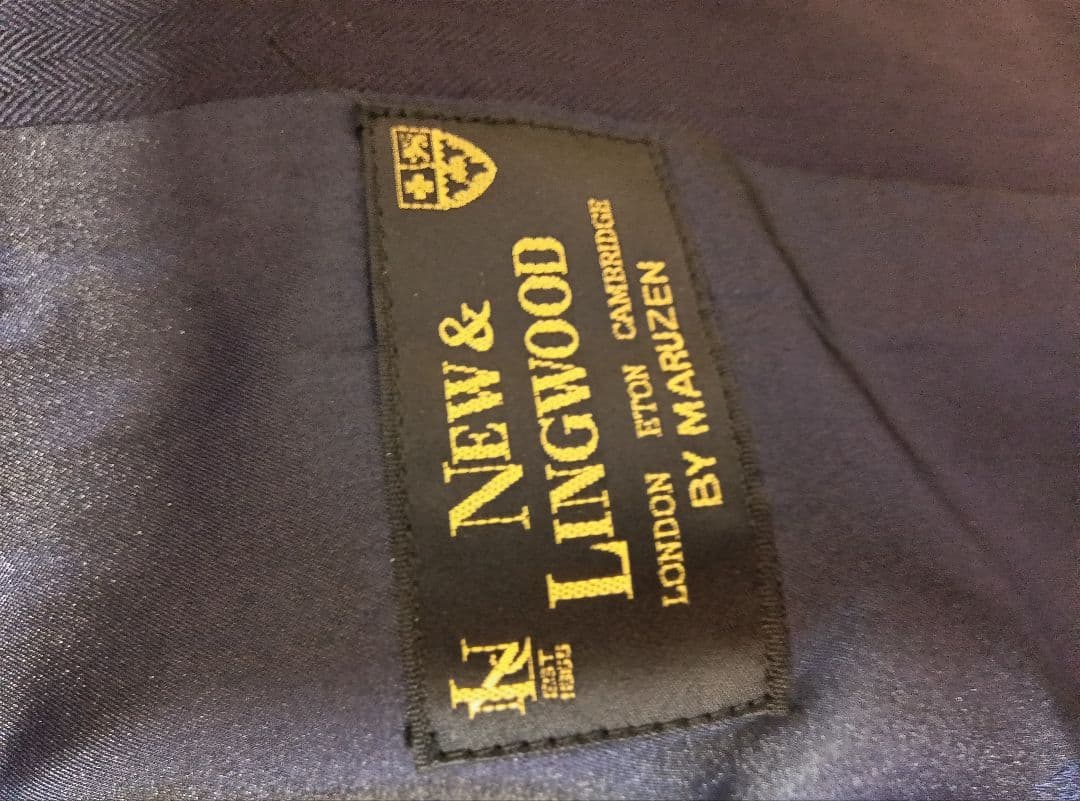 NEW &
LINGWOOD
LONDON ETON CAMBRIDGE
BY MARUZEN
EST
1865